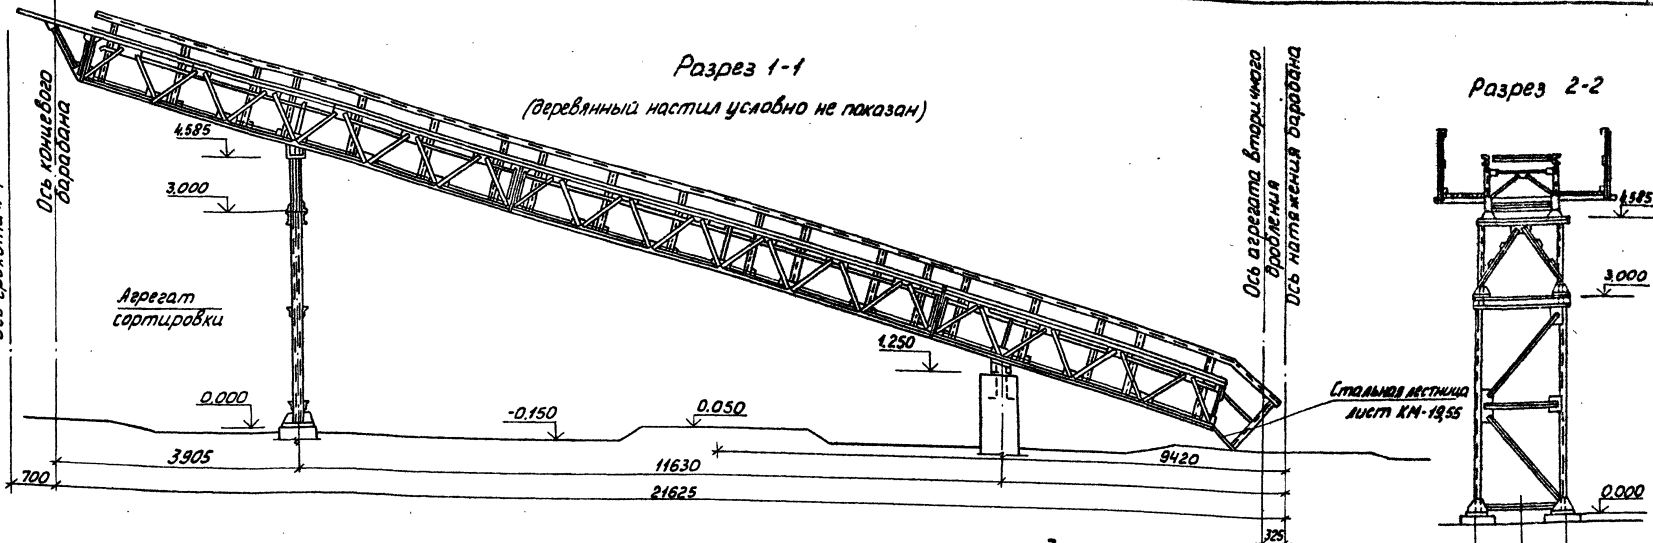 Разрез 1-1
(деревянный настил условно не показан)
Разрез 2-2
Ось концевого
барабана
4.585
3.000
Агрегат
сортировки
0.000
-0.150
0.050
1.250
Ось агрегата вторичного
дробления
Ось натяжения барабана
Стальная лестница
лист КМ-19,55
4.585
3.000
0.000
3905
11630
9420
700
21625
325